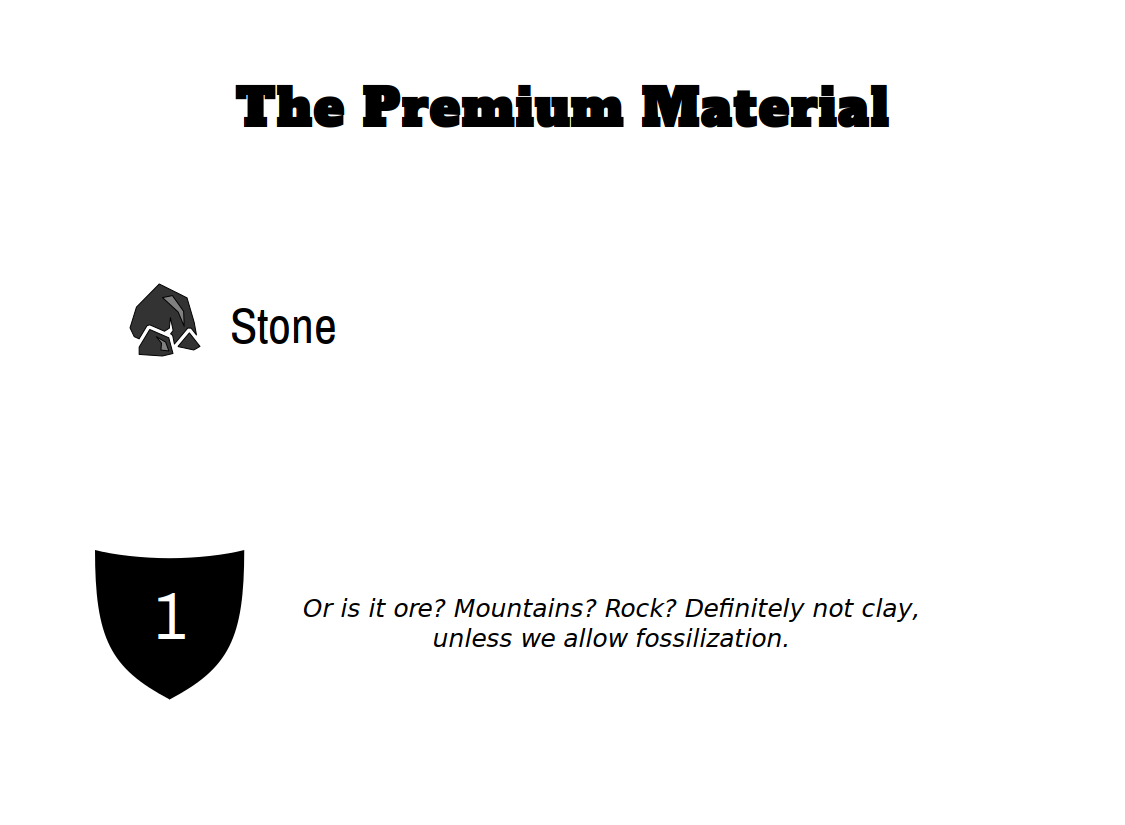 The Premium Material
Stone
1
Or is it ore? Mountains? Rock? Definitely not clay,
unless we allow fossilization.